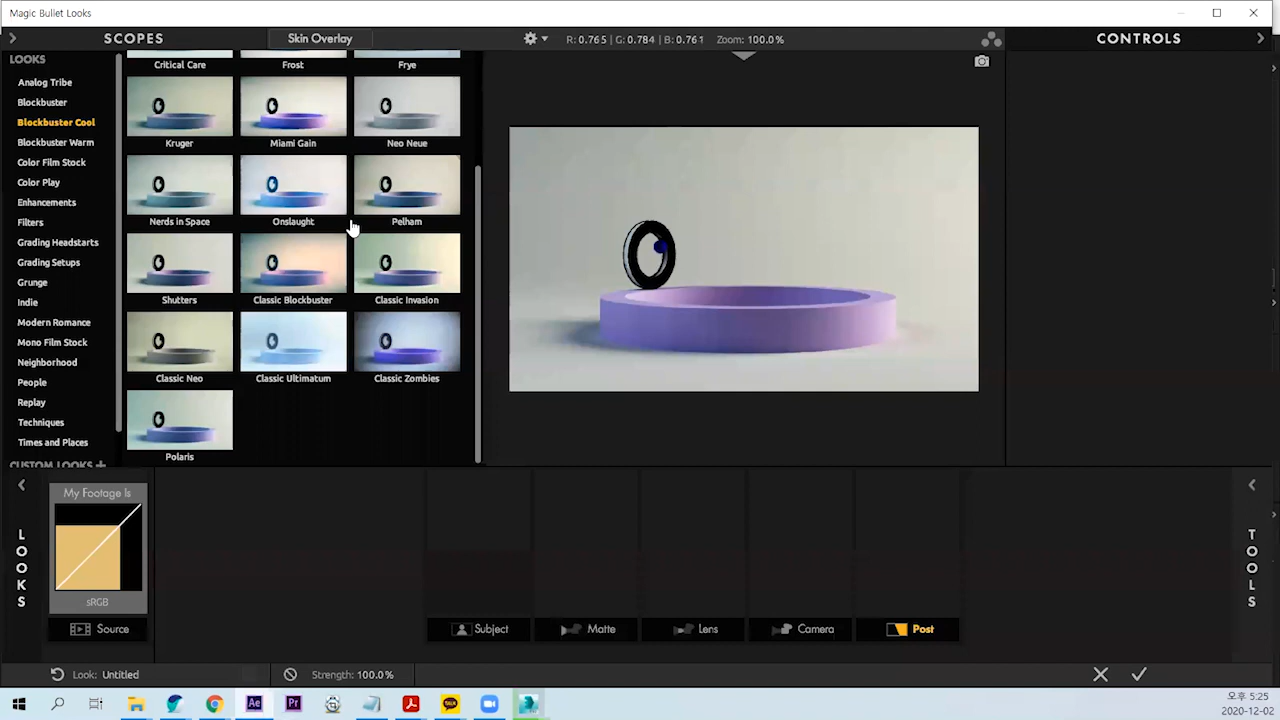 Magic Bullet Looks
SCOPES
Skin Overlay
R: 0.765 | G: 0.784 | B: 0.761
Zoom: 100.0%
CONTROLS
LOOKS
Analog Tribe
Blockbuster
Blockbuster Cool
Blockbuster Warm
Color Film Stock
Color Play
Enhancements
Filters
Grading Headstarts
Grading Setups
Grunge
Indie
Modern Romance
Mono Film Stock
Neighborhood
People
Replay
Techniques
Times and Places
CUSTOM LOOKS +
Critical Care
Frost
Frye
Kruger
Miami Gain
Neo Neue
Nerds in Space
Onslaught
Pelham
Shutters
Classic Blockbuster
Classic Invasion
Classic Neo
Classic Ultimatum
Classic Zombies
Polaris
LOOKS
My Footage Is
sRGB
Source
Subject
Matte
Lens
Camera
Post
TOOLS
Look: Untitled
Strength: 100.0%
Ae
Pr
TALK
오후 5:25
2020-12-02